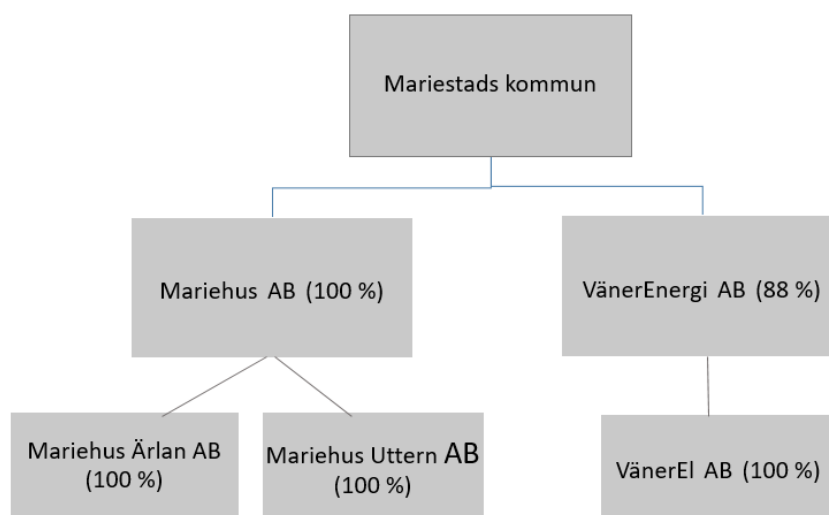 Mariestads kommun
Mariehus AB (100 %)
VänerEnergi AB (88 %)
Mariehus Ärlan AB
(100 %)
Mariehus Uttern AB
(100 %)
VänerEl AB (100 %)